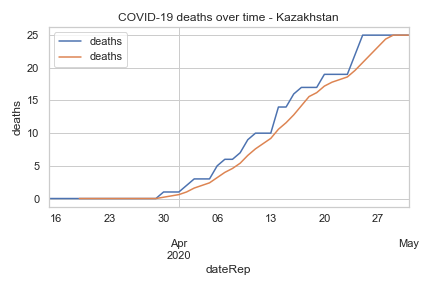 COVID-19 deaths over time - Kazakhstan
deaths
deaths
25
20
15
10
5
0
deaths
16
23
30
06
13
20
27
Apr
2020
May
dateRep